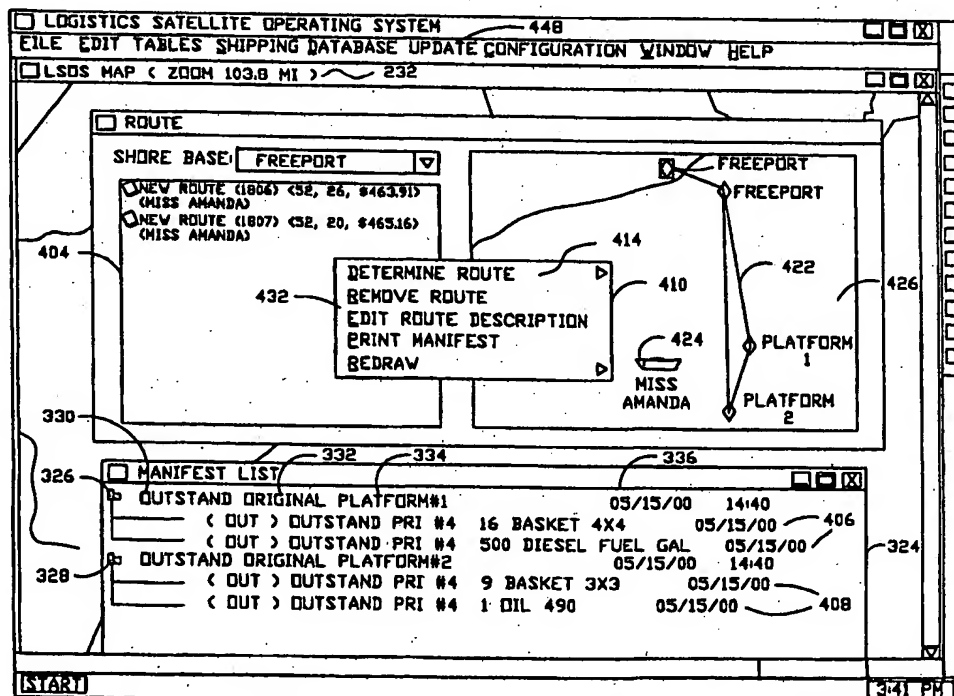 LOGISTICS SATELLITE OPERATING SYSTEM 448
EILE EDIT TABLES SHIPPING DATABASE UPDATE CONFIGURATION WINDOW HELP
LSOS MAP ( ZOOM 103.8 MI ) 232
ROUTE
SHORE BASE: FREEPORT
NEW ROUTE (1806) (52, 26, $463.91)
(MISS AMANDA)
NEW ROUTE (1807) (52, 20, $465.16)
(MISS AMANDA)
404
FREEPORT
FREEPORT
414
422
426
432
410
DETERMINE ROUTE
REMOVE ROUTE
EDIT ROUTE DESCRIPTION
PRINT MANIFEST
REDRAW
424
MISS
AMANDA
PLATFORM
1
PLATFORM
2
330
332
334
336
326
MANIFEST LIST
OUTSTAND ORIGINAL PLATFORM#1 05/15/00 14:40
( OUT ) OUTSTAND PRI #4 16 BASKET 4X4 05/15/00 406
( OUT ) OUTSTAND PRI #4 500 DIESEL FUEL GAL 05/15/00
324
328
OUTSTAND ORIGINAL PLATFORM#2 05/15/00 14:40
( OUT ) OUTSTAND PRI #4 9 BASKET 3X3 05/15/00
( OUT ) OUTSTAND PRI #4 1 OIL 490 05/15/00 408
START 3:41 PM